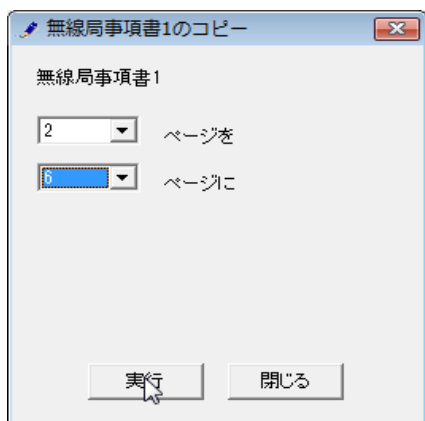 無線局事項書1のコピー
無線局事項書1
2 ページを
6 ページに
実行 閉じる